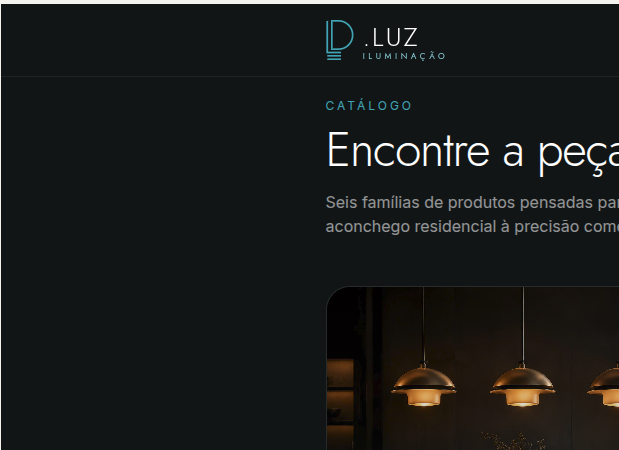 .LUZ
ILUMINAÇÃO
CATÁLOGO
Encontre a peça
Seis famílias de produtos pensadas par
aconchego residencial à precisão come